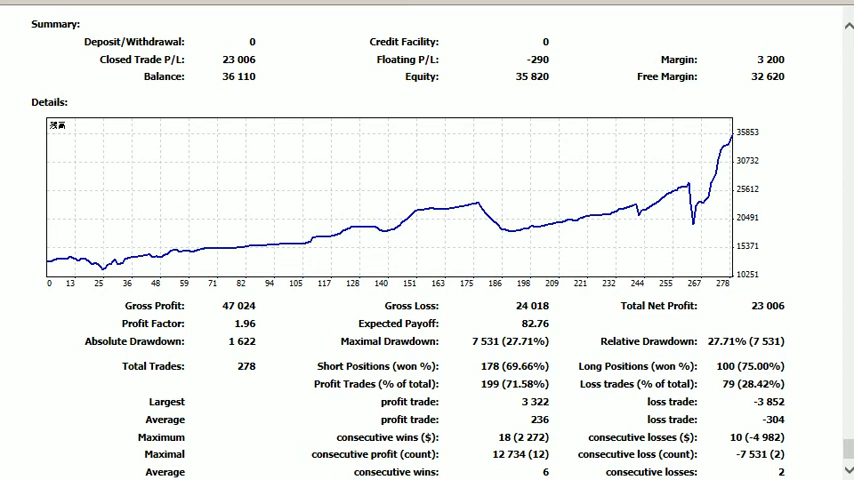 Summary:
Deposit/Withdrawal: 0 Credit Facility: 0
Closed Trade P/L: 23 006 Floating P/L: -290 Margin: 3 200
Balance: 36 110 Equity: 35 820 Free Margin: 32 620
Details:
残高
35853
30732
25612
20491
15371
10251
0 13 25 36 48 59 71 82 94 105 117 128 140 151 163 175 186 198 209 221 232 244 255 267 278
Gross Profit: 47 024 Gross Loss: 24 018 Total Net Profit: 23 006
Profit Factor: 1.96 Expected Payoff: 82.76
Absolute Drawdown: 1 622 Maximal Drawdown: 7 531 (27.71%) Relative Drawdown: 27.71% (7 531)
Total Trades: 278 Short Positions (won %): 178 (69.66%) Long Positions (won %): 100 (75.00%)
Profit Trades (% of total): 199 (71.58%) Loss trades (% of total): 79 (28.42%)
Largest profit trade: 3 322 loss trade: -3 852
Average profit trade: 236 loss trade: -304
Maximum consecutive wins ($): 18 (2 272) consecutive losses ($): 10 (-4 982)
Maximal consecutive profit (count): 12 734 (12) consecutive loss (count): -7 531 (2)
Average consecutive wins: 6 consecutive losses: 2